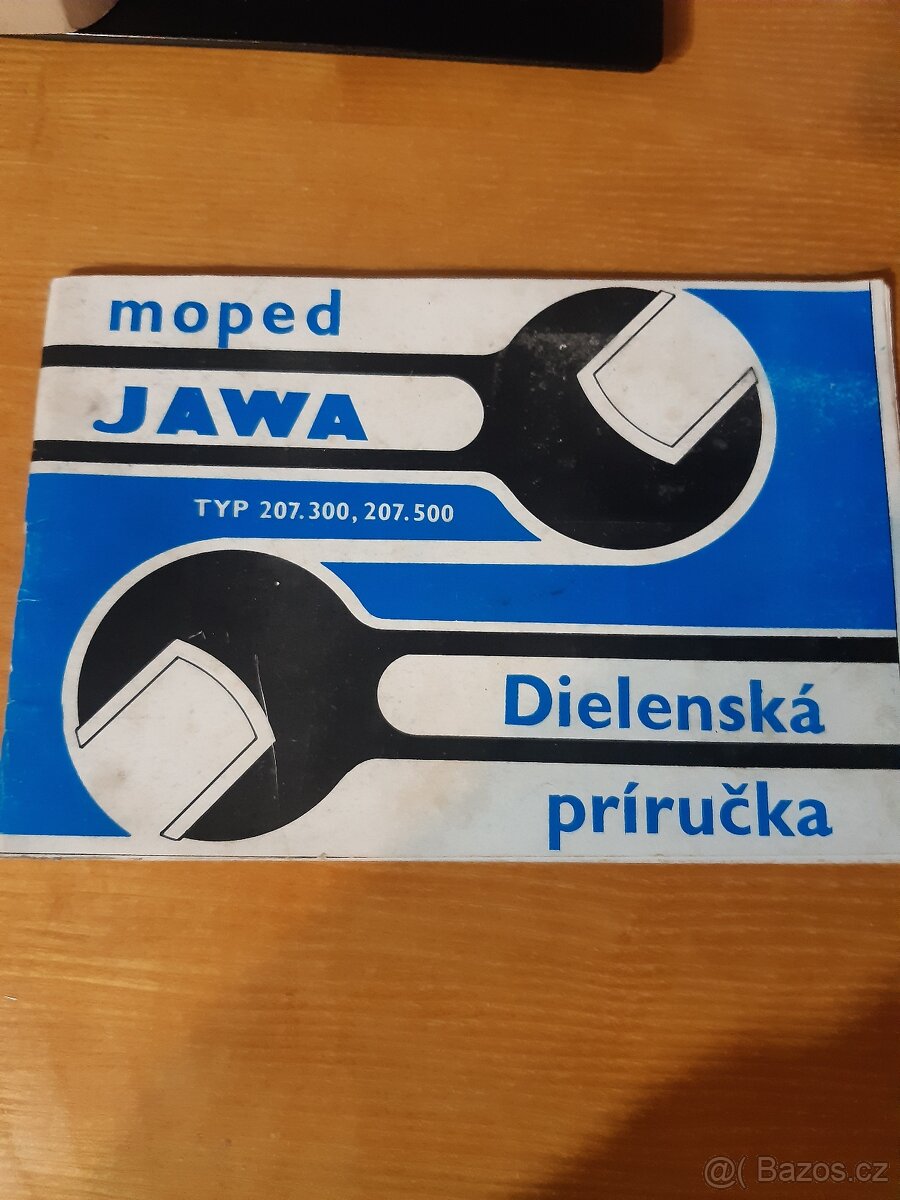 moped
JAWA
TYP 207.300, 207.500
Dielenská
príručka
@( Bazos.cz